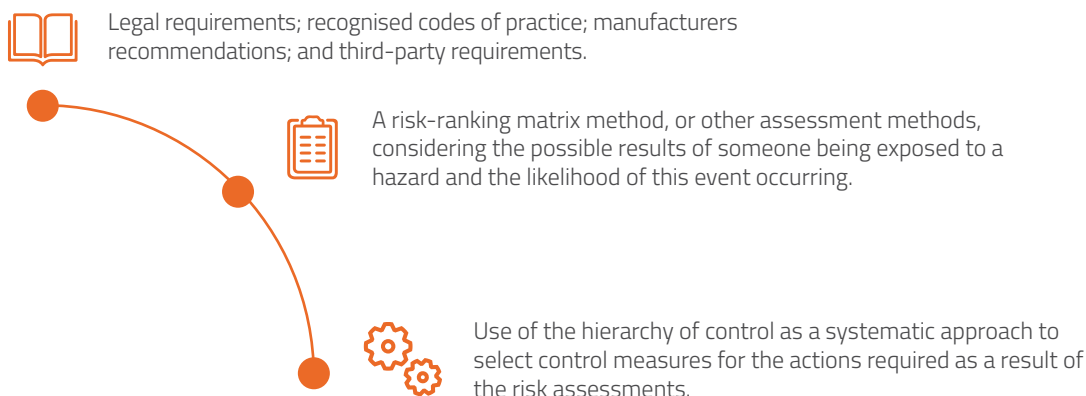 Legal requirements; recognised codes of practice; manufacturers
recommendations; and third-party requirements.
A risk-ranking matrix method, or other assessment methods,
considering the possible results of someone being exposed to a
hazard and the likelihood of this event occurring.
Use of the hierarchy of control as a systematic approach to
select control measures for the actions required as a result of
the risk assessments.